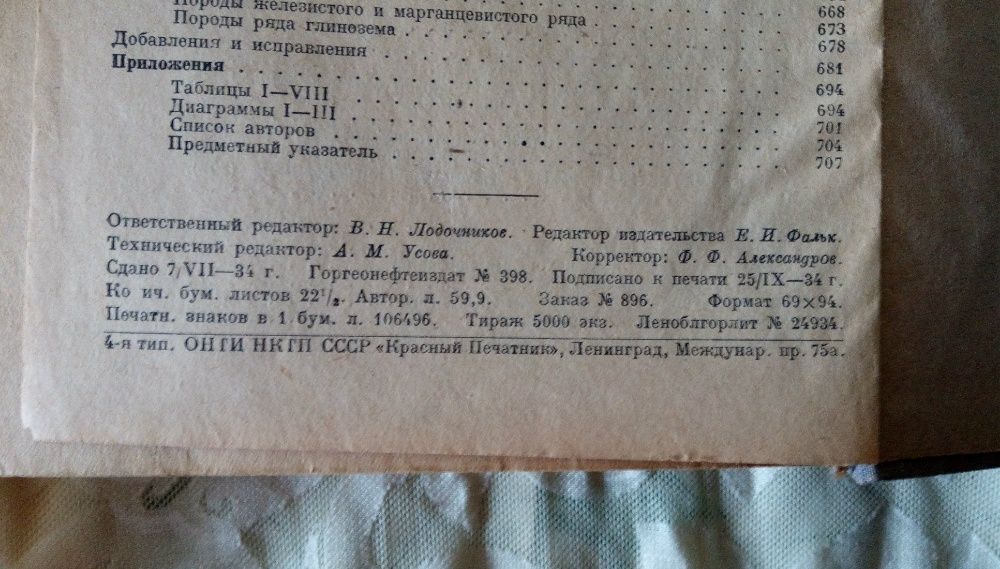 Породы железистого и марганцевистого ряда . . . . . . . . . . 668
Породы ряда глинозема . . . . . . . . . . . . . . . . . . . . 673
Добавления и исправления . . . . . . . . . . . . . . . . . . . 678
Приложения . . . . . . . . . . . . . . . . . . . . . . . . . . 681
Таблицы I—VIII . . . . . . . . . . . . . . . . . . . . . . . . 694
Диаграммы I—III . . . . . . . . . . . . . . . . . . . . . . . 694
Список авторов . . . . . . . . . . . . . . . . . . . . . . . . 701
Предметный указатель . . . . . . . . . . . . . . . . . . . . . 704
707
Ответственный редактор: В. Н. Лодочников. Редактор издательства Е. И. Фальк.
Технический редактор: А. М. Усова. Корректор: Ф. Ф. Александров.
Сдано 7/VII—34 г. Горгеонефтеиздат № 398. Подписано к печати 25/IX—34 г.
Ко ич. бум. листов 22¹/₂. Автор. л. 59,9. Заказ № 896. Формат 69×94.
Печатн. знаков в 1 бум. л. 106496. Тираж 5000 экз. Леноблгорлит № 24934.
4-я тип. ОНТИ НКТП СССР «Красный Печатник», Ленинград, Междунар. пр. 75а.